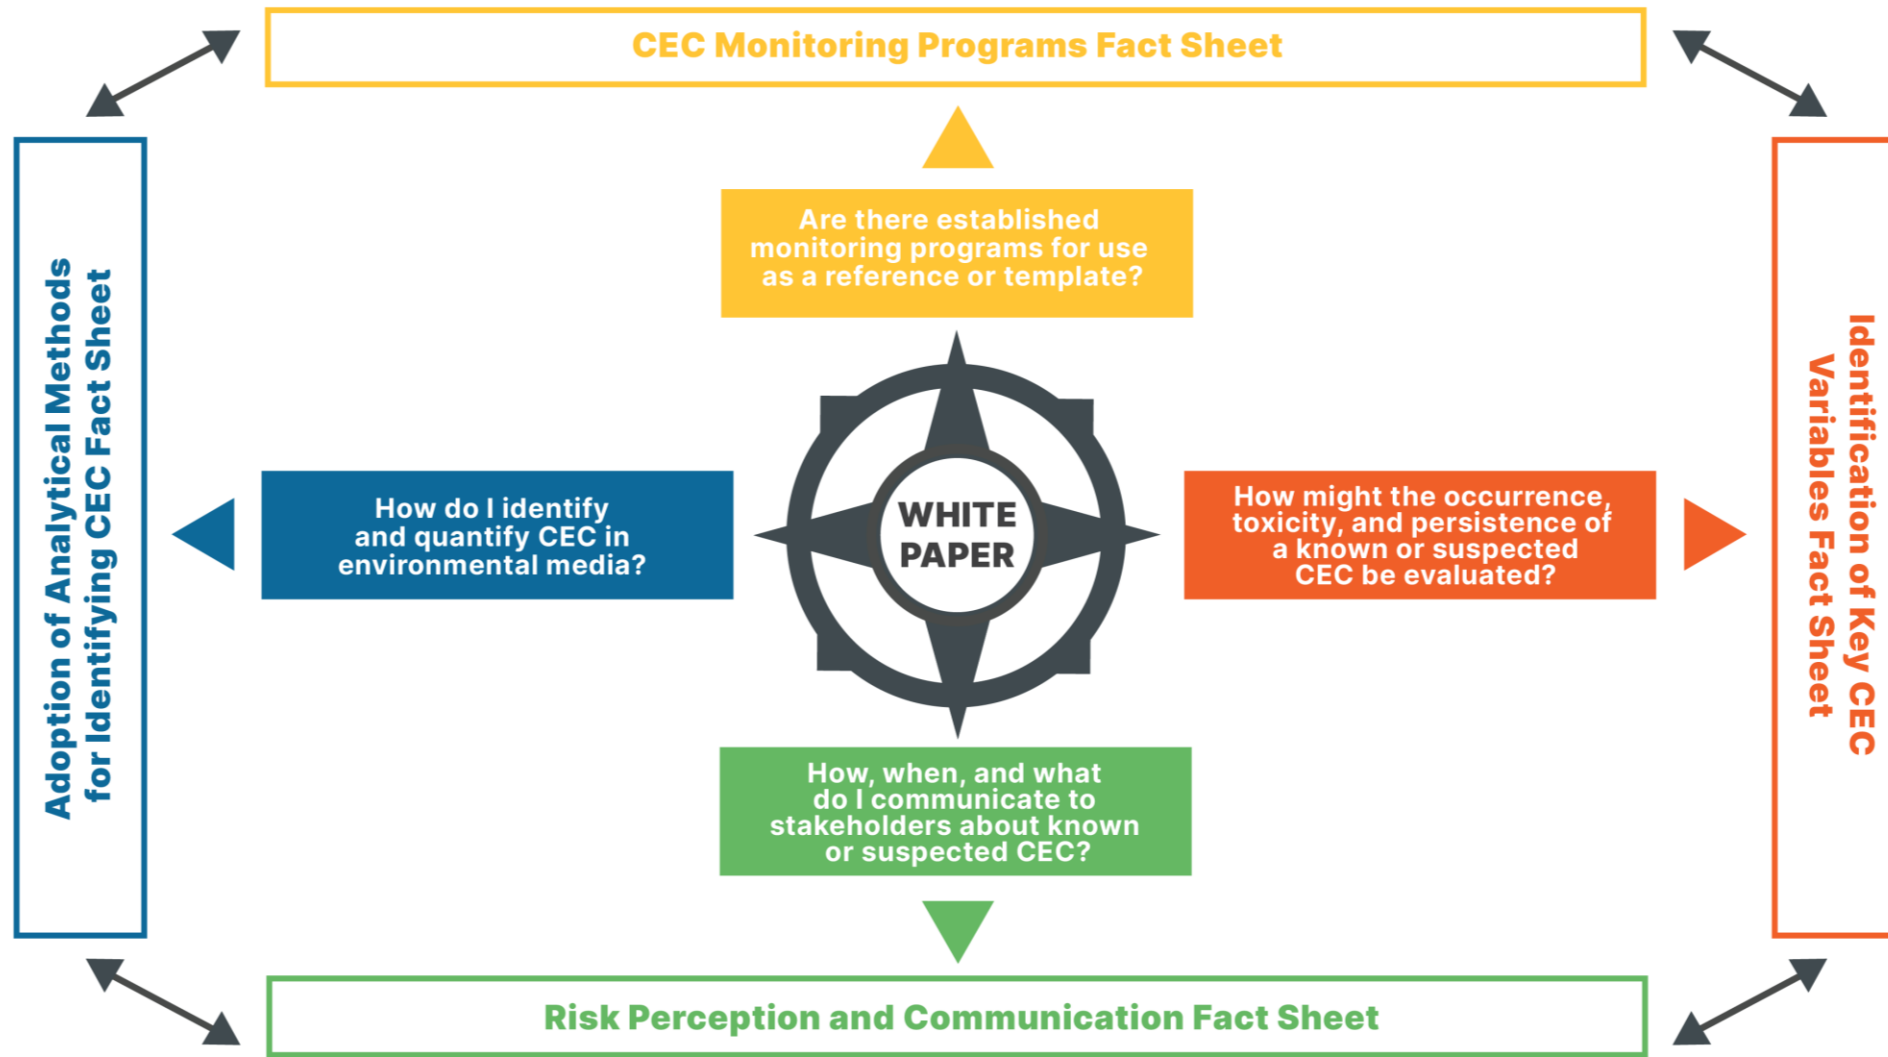 CEC Monitoring Programs Fact Sheet
Are there established
monitoring programs for use
as a reference or template?
Adoption of Analytical Methods
for Identifying CEC Fact Sheet
How do I identify
and quantify CEC in
environmental media?
WHITE
PAPER
How might the occurrence,
toxicity, and persistence of
a known or suspected
CEC be evaluated?
Identification of Key CEC
Variables Fact Sheet
How, when, and what
do I communicate to
stakeholders about known
or suspected CEC?
Risk Perception and Communication Fact Sheet